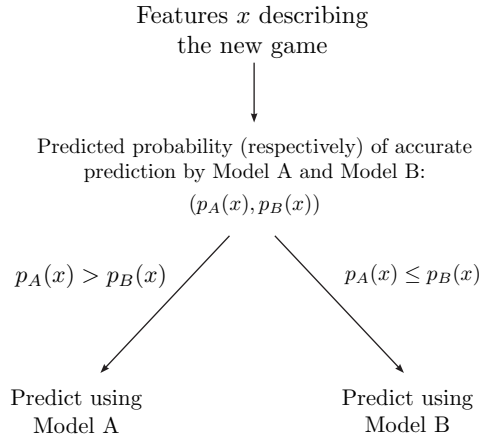 Features x describing
the new game
Predicted probability (respectively) of accurate
prediction by Model A and Model B:
(p_A(x), p_B(x))
p_A(x) > p_B(x)
p_A(x) ≤ p_B(x)
Predict using
Model A
Predict using
Model B